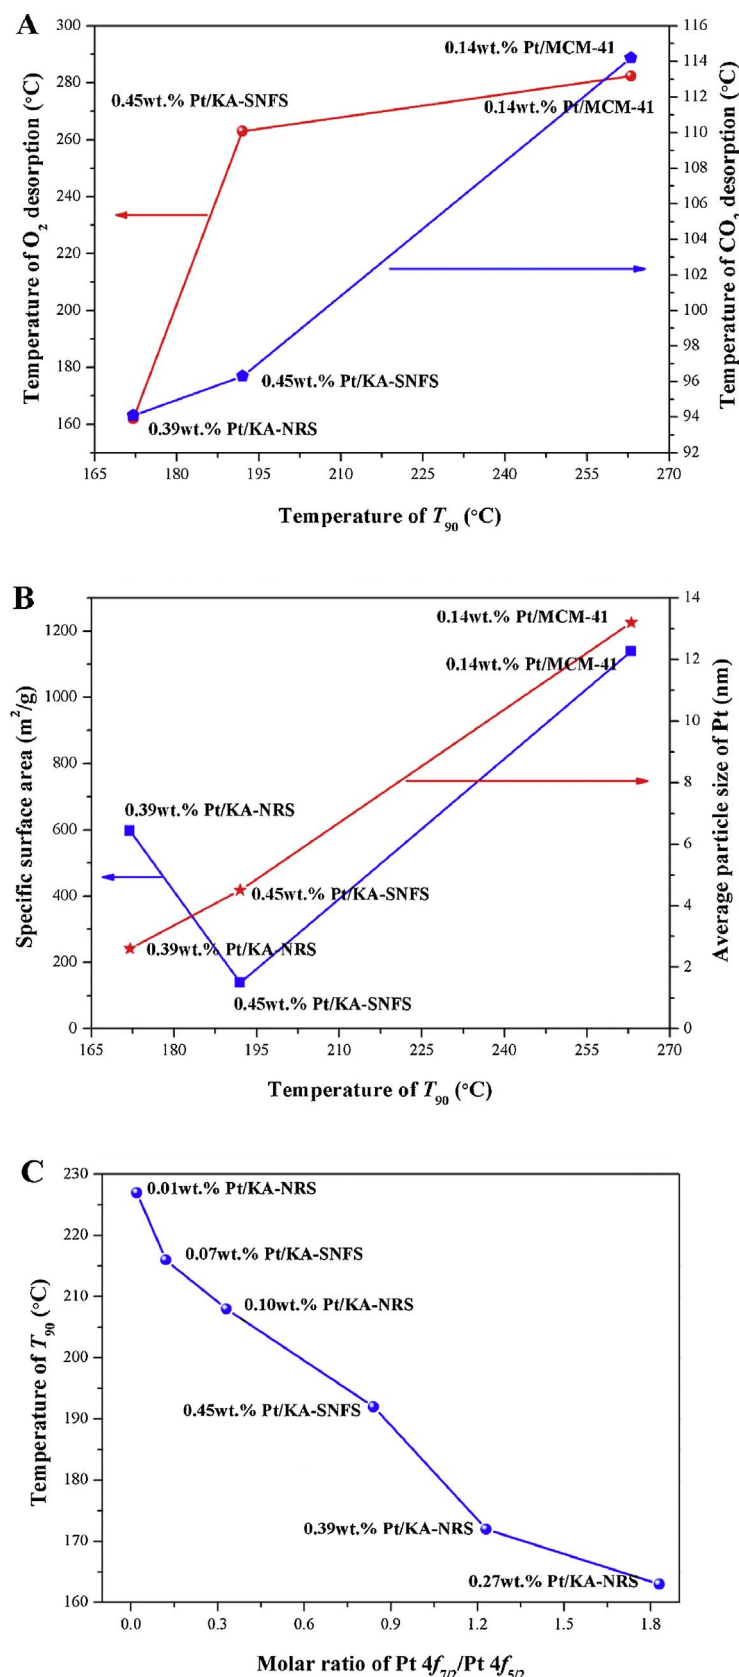 A
Temperature of O2 desorption (°C)
300
280
260
240
220
200
180
160
116
114
112
110
108
106
104
102
100
98
96
94
92
Temperature of CO2 desorption (°C)
0.14wt.% Pt/MCM-41
0.45wt.% Pt/KA-SNFS
0.14wt.% Pt/MCM-41
0.45wt.% Pt/KA-SNFS
0.39wt.% Pt/KA-NRS
165 180 195 210 225 240 255 270
Temperature of T90 (°C)
B
Specific surface area (m2/g)
1200
1000
800
600
400
200
0
14
12
10
8
6
4
2
0
Average particle size of Pt (nm)
0.14wt.% Pt/MCM-41
0.14wt.% Pt/MCM-41
0.39wt.% Pt/KA-NRS
0.45wt.% Pt/KA-SNFS
0.39wt.% Pt/KA-NRS
0.45wt.% Pt/KA-SNFS
165 180 195 210 225 240 255 270
Temperature of T90 (°C)
C
Temperature of T90 (°C)
230
220
210
200
190
180
170
160
0.01wt.% Pt/KA-NRS
0.07wt.% Pt/KA-SNFS
0.10wt.% Pt/KA-NRS
0.45wt.% Pt/KA-SNFS
0.39wt.% Pt/KA-NRS
0.27wt.% Pt/KA-NRS
0.0 0.3 0.6 0.9 1.2 1.5 1.8
Molar ratio of Pt 4f7/2/Pt 4f5/2